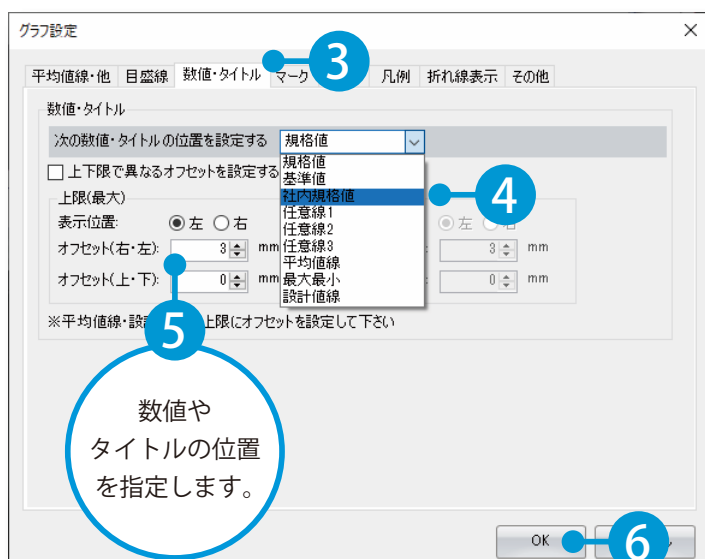 グラフ設定
平均値線・他 目盛線 数値・タイトル マーク 3 凡例 折れ線表示 その他
数値・タイトル
次の数値・タイトルの位置を設定する 規格値
上下限で異なるオフセットを設定する
規格値
基準値
社内規格値
任意線1
任意線2
任意線3
平均値線
最大最小
設計値線
4
上限(最大)
表示位置: 左 右 左
オフセット(右・左): 3 mm 3 mm
オフセット(上・下): 0 mm 0 mm
※平均値線・設 上限にオフセットを設定して下さい
5
数値や
タイトルの位置
を指定します。
OK 6